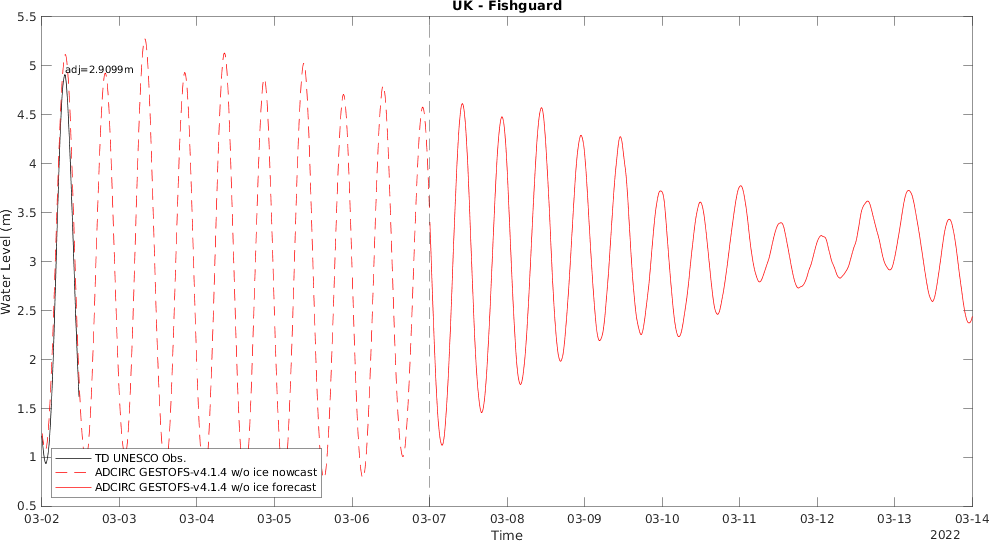 UK - Fishguard
5.5
5
4.5
4
3.5
3
2.5
2
1.5
1
0.5
Water Level (m)
adj=2.9099m
TD UNESCO Obs.
ADCIRC GESTOFS-v4.1.4 w/o ice nowcast
ADCIRC GESTOFS-v4.1.4 w/o ice forecast
03-02 03-03 03-04 03-05 03-06 03-07 03-08 03-09 03-10 03-11 03-12 03-13 03-14
Time
2022